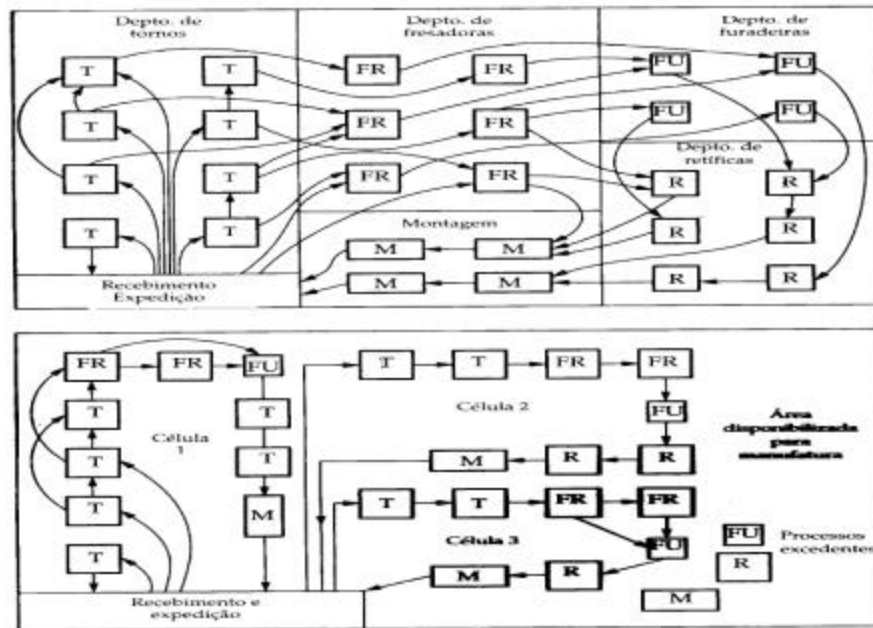 Depto. de
tornos
Depto. de
fresadoras
Depto. de
furadeiras
T T FR FR FU FU
T T FR FR FU FU
Depto. de
retíficas
T T FR FR R R
Montagem
T T M M R R
M M R R
Recebimento
Expedição
FR FR FU T T FR FR
T T Célula 2 FU
Célula
1
Área
disponibilizada
para
manufatura
T T M R R
T M T T FR FR
Célula 3 FU
FU Processos
excedentes
R
T M R
M
Recebimento e
expedição